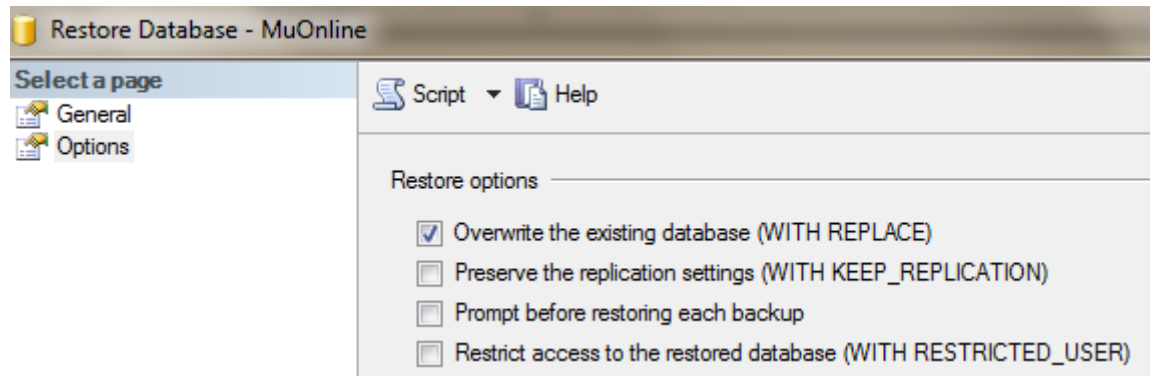 Restore Database - MuOnline
Select a page
General
Options
Script
Help
Restore options
Overwrite the existing database (WITH REPLACE)
Preserve the replication settings (WITH KEEP_REPLICATION)
Prompt before restoring each backup
Restrict access to the restored database (WITH RESTRICTED_USER)